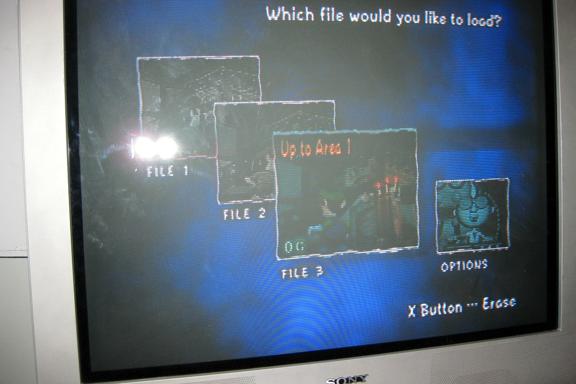 Which file would you like to load?
Up to Area 1
FILE 1
FILE 2
0G
FILE 3
OPTIONS
X Button ··· Erase
SONY